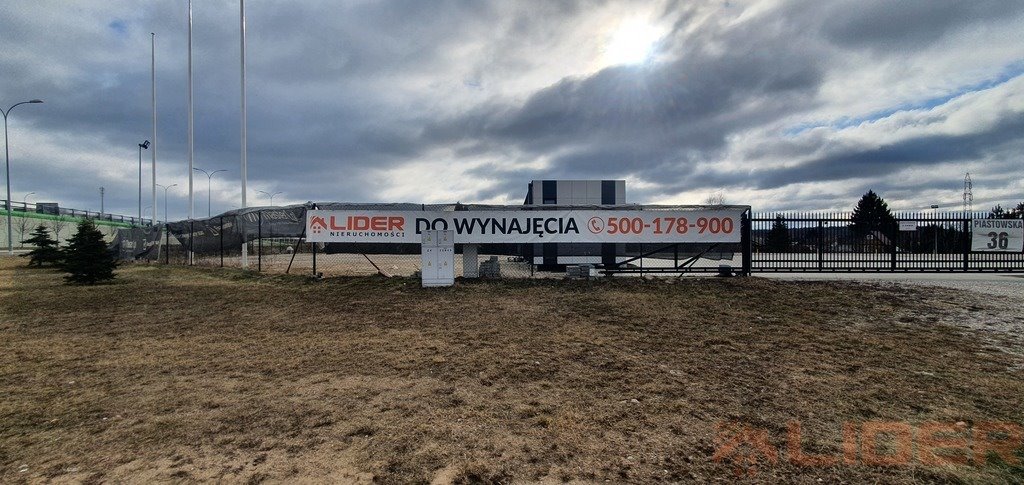 LIDER
NIERUCHOMOŚCI
DO WYNAJĘCIA
500-178-900
PIASTOWSKA
36
LIDER